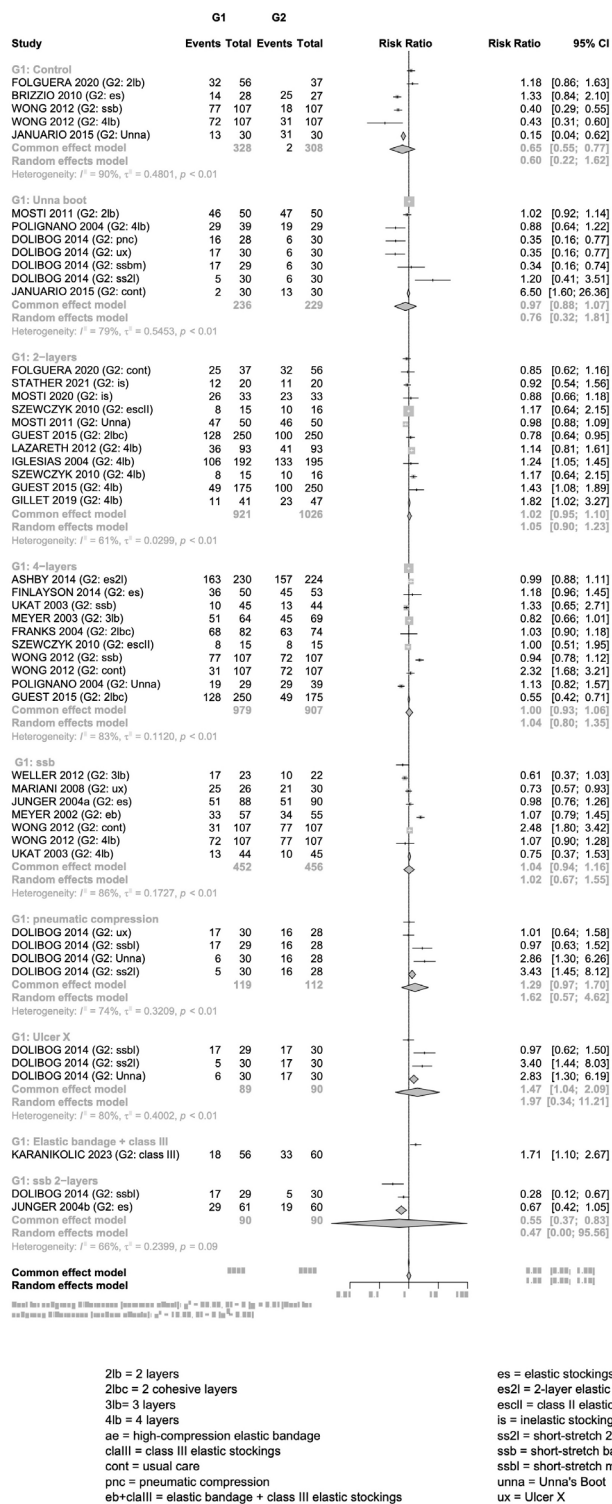 G1 G2
Study Events Total Events Total Risk Ratio Risk Ratio 95% CI
G1: Control
FOLGUERA 2020 (G2: 2lb) 32 56 37 1.18 [0.86; 1.63]
BRIZZIO 2010 (G2: es) 14 28 25 27 1.33 [0.84; 2.10]
WONG 2012 (G2: ssb) 77 107 18 107 0.40 [0.29; 0.55]
WONG 2012 (G2: 4lb) 72 107 31 107 0.43 [0.31; 0.60]
JANUARIO 2015 (G2: Unna) 13 30 31 30 0.15 [0.04; 0.62]
Common effect model 328 2 308 0.65 [0.55; 0.77]
Random effects model 0.60 [0.22; 1.62]
Heterogeneity: I² = 90%, τ² = 0.4801, p < 0.01
G1: Unna boot
MOSTI 2011 (G2: 2lb) 46 50 47 50 1.02 [0.92; 1.14]
POLIGNANO 2004 (G2: 4lb) 29 39 19 29 0.88 [0.64; 1.22]
DOLIBOG 2014 (G2: pnc) 16 28 6 30 0.35 [0.16; 0.77]
DOLIBOG 2014 (G2: ux) 17 30 6 30 0.35 [0.16; 0.77]
DOLIBOG 2014 (G2: ssbm) 17 29 6 30 0.34 [0.16; 0.74]
DOLIBOG 2014 (G2: ss2l) 5 30 6 30 1.20 [0.41; 3.51]
JANUARIO 2015 (G2: cont) 2 30 13 30 6.50 [1.60; 26.36]
Common effect model 236 229 0.97 [0.88; 1.07]
Random effects model 0.76 [0.32; 1.81]
Heterogeneity: I² = 79%, τ² = 0.5453, p < 0.01
G1: 2−layers
FOLGUERA 2020 (G2: cont) 25 37 32 56 0.85 [0.62; 1.16]
STATHER 2021 (G2: is) 12 20 11 20 0.92 [0.54; 1.56]
MOSTI 2020 (G2: is) 26 33 23 33 0.88 [0.66; 1.18]
SZEWCZYK 2010 (G2: escII) 8 15 10 16 1.17 [0.64; 2.15]
MOSTI 2011 (G2: Unna) 47 50 46 50 0.98 [0.88; 1.09]
GUEST 2015 (G2: 2lbc) 128 250 100 250 0.78 [0.64; 0.95]
LAZARETH 2012 (G2: 4lb) 36 93 41 93 1.14 [0.81; 1.61]
IGLESIAS 2004 (G2: 4lb) 106 192 133 195 1.24 [1.05; 1.45]
SZEWCZYK 2010 (G2: 4lb) 8 15 10 16 1.17 [0.64; 2.15]
GUEST 2015 (G2: 4lb) 49 175 100 250 1.43 [1.08; 1.89]
GILLET 2019 (G2: 4lb) 11 41 23 47 1.82 [1.02; 3.27]
Common effect model 921 1026 1.02 [0.95; 1.10]
Random effects model 1.05 [0.90; 1.23]
Heterogeneity: I² = 61%, τ² = 0.0299, p < 0.01
G1: 4−layers
ASHBY 2014 (G2: es2l) 163 230 157 224 0.99 [0.88; 1.11]
FINLAYSON 2014 (G2: es) 36 50 45 53 1.18 [0.96; 1.45]
UKAT 2003 (G2: ssb) 10 45 13 44 1.33 [0.65; 2.71]
MEYER 2003 (G2: 3lb) 51 64 45 69 0.82 [0.66; 1.01]
FRANKS 2004 (G2: 2lbc) 68 82 63 74 1.03 [0.90; 1.18]
SZEWCZYK 2010 (G2: escII) 8 15 8 15 1.00 [0.51; 1.95]
WONG 2012 (G2: ssb) 77 107 72 107 0.94 [0.78; 1.12]
WONG 2012 (G2: cont) 31 107 72 107 2.32 [1.68; 3.21]
POLIGNANO 2004 (G2: Unna) 19 29 29 39 1.13 [0.82; 1.57]
GUEST 2015 (G2: 2lbc) 128 250 49 175 0.55 [0.42; 0.71]
Common effect model 979 907 1.00 [0.93; 1.06]
Random effects model 1.04 [0.80; 1.35]
Heterogeneity: I² = 83%, τ² = 0.1120, p < 0.01
G1: ssb
WELLER 2012 (G2: 3lb) 17 23 10 22 0.61 [0.37; 1.03]
MARIANI 2008 (G2: ux) 25 26 21 30 0.73 [0.57; 0.93]
JUNGER 2004a (G2: es) 51 88 51 90 0.98 [0.76; 1.26]
MEYER 2002 (G2: eb) 33 57 34 55 1.07 [0.79; 1.45]
WONG 2012 (G2: cont) 31 107 77 107 2.48 [1.80; 3.42]
WONG 2012 (G2: 4lb) 72 107 77 107 1.07 [0.90; 1.28]
UKAT 2003 (G2: 4lb) 13 44 10 45 0.75 [0.37; 1.53]
Common effect model 452 456 1.04 [0.94; 1.16]
Random effects model 1.02 [0.67; 1.55]
Heterogeneity: I² = 86%, τ² = 0.1727, p < 0.01
G1: pneumatic compression
DOLIBOG 2014 (G2: ux) 17 30 16 28 1.01 [0.64; 1.58]
DOLIBOG 2014 (G2: ssbl) 17 29 16 28 0.97 [0.63; 1.52]
DOLIBOG 2014 (G2: Unna) 6 30 16 28 2.86 [1.30; 6.26]
DOLIBOG 2014 (G2: ss2l) 5 30 16 28 3.43 [1.45; 8.12]
Common effect model 119 112 1.29 [0.97; 1.70]
Random effects model 1.62 [0.57; 4.62]
Heterogeneity: I² = 74%, τ² = 0.3209, p < 0.01
G1: Ulcer X
DOLIBOG 2014 (G2: ssbl) 17 29 17 30 0.97 [0.62; 1.50]
DOLIBOG 2014 (G2: ss2l) 5 30 17 30 3.40 [1.44; 8.03]
DOLIBOG 2014 (G2: Unna) 6 30 17 30 2.83 [1.30; 6.19]
Common effect model 89 90 1.47 [1.04; 2.09]
Random effects model 1.97 [0.34; 11.21]
Heterogeneity: I² = 80%, τ² = 0.4002, p < 0.01
G1: Elastic bandage + class III
KARANIKOLIC 2023 (G2: class III) 18 56 33 60 1.71 [1.10; 2.67]
G1: ssb 2−layers
DOLIBOG 2014 (G2: ssbl) 17 29 5 30 0.28 [0.12; 0.67]
JUNGER 2004b (G2: es) 29 61 19 60 0.67 [0.42; 1.05]
Common effect model 90 90 0.55 [0.37; 0.83]
Random effects model 0.47 [0.00; 95.56]
Heterogeneity: I² = 66%, τ² = 0.2399, p = 0.09
Common effect model
Random effects model
2lb = 2 layers
2lbc = 2 cohesive layers
3lb= 3 layers
4lb = 4 layers
ae = high-compression elastic bandage
claIII = class III elastic stockings
cont = usual care
pnc = pneumatic compression
eb+claIII = elastic bandage + class III elastic stockings
es = elastic stockings
es2l = 2-layer elastic
escII = class II elastic
is = inelastic stocking
ss2l = short-stretch 2
ssb = short-stretch ba
ssbl = short-stretch m
unna = Unna's Boot
ux = Ulcer X